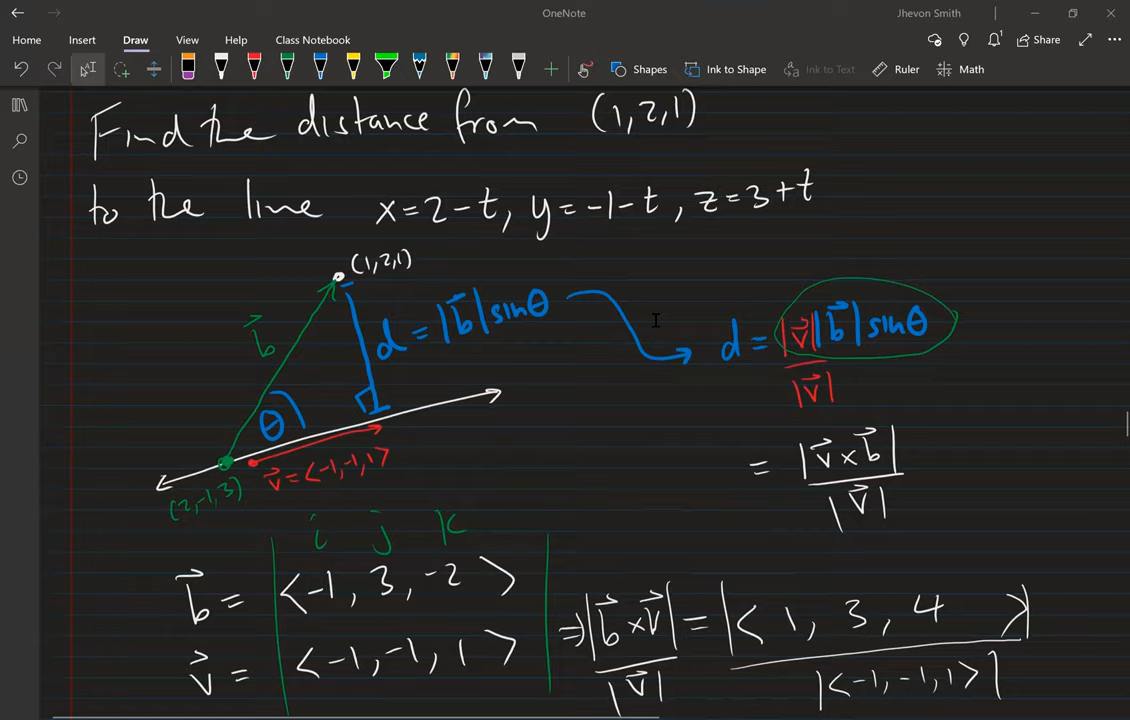 OneNote
Jhevon Smith
Home Insert Draw View Help Class Notebook Share
Shapes Ink to Shape Ink to Text Ruler Math
Find the distance from (1,2,1)
to the line x=2-t, y=-1-t, z=3+t
(1,2,1)
b⃗
d = |b⃗| sinθ
d = |v⃗||b⃗| sinθ / |v⃗|
θ
v⃗=<-1,-1,1>
(2,-1,3)
= |v⃗ × b⃗| / |v⃗|
i j k
b⃗ = <-1, 3, -2>
v⃗ = <-1, -1, 1>
⇒ |b⃗ × v⃗| / |v⃗| = |<1, 3, 4>| / |<-1, -1, 1>|